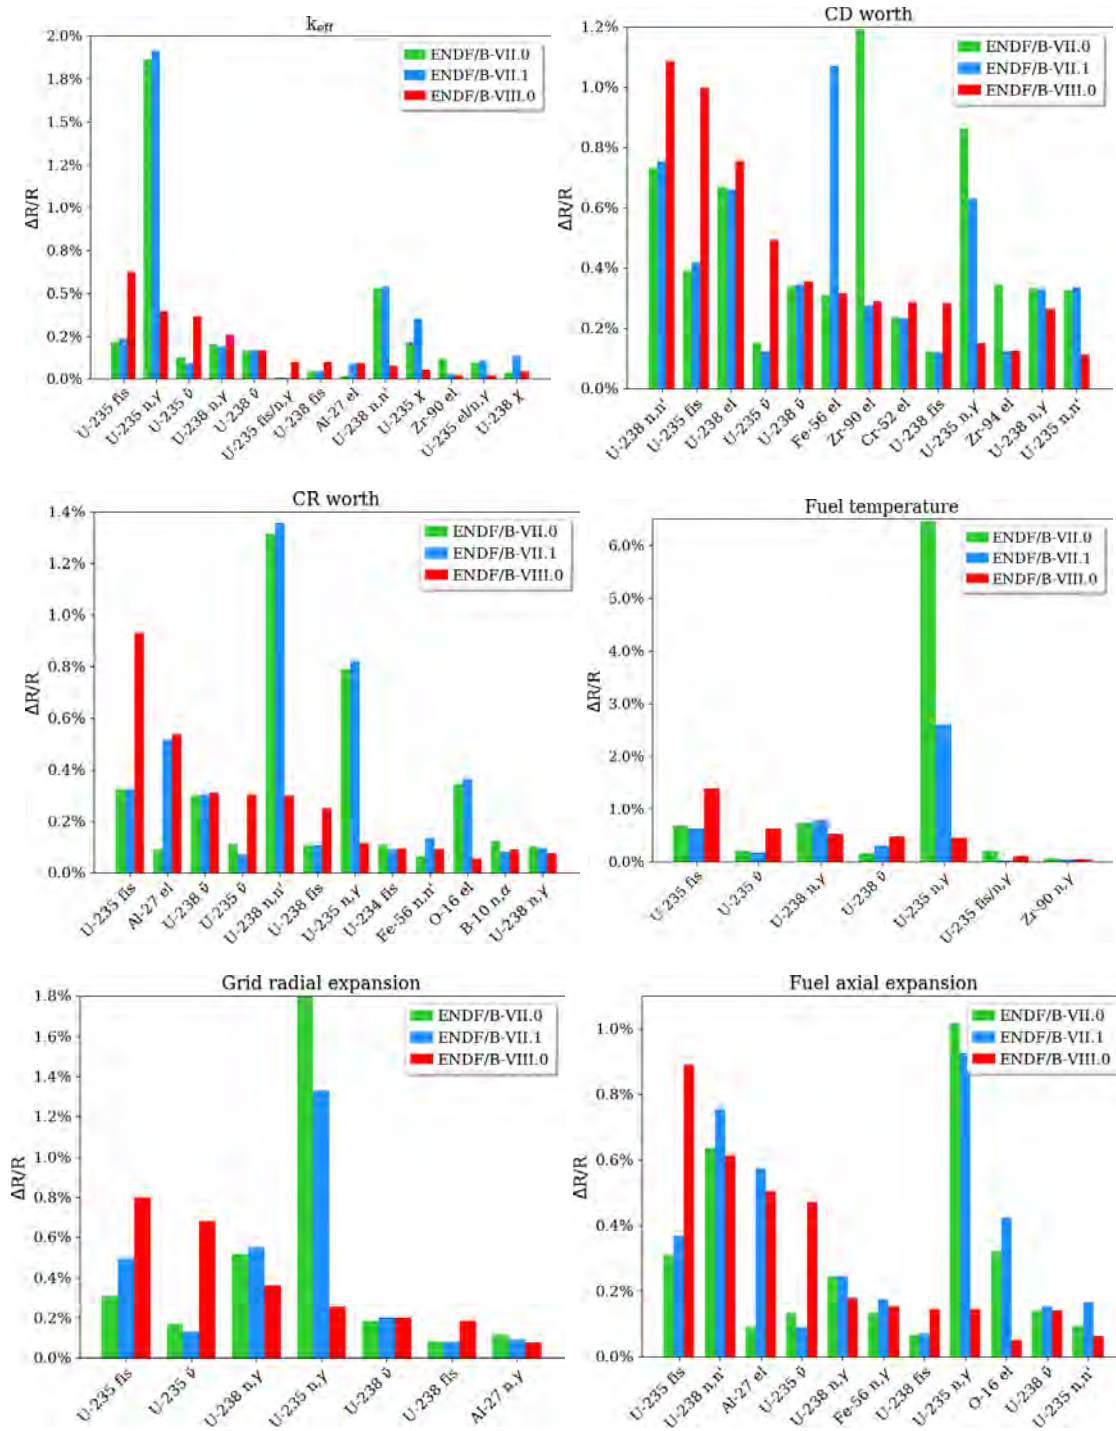 k_eff
2.0%
1.8%
1.5%
1.2%
1.0%
0.8%
0.5%
0.2%
0.0%
ΔR/R
ENDF/B-VII.0
ENDF/B-VII.1
ENDF/B-VIII.0
U-235 fis
U-235 n,γ
U-235 ν̄
U-238 n,γ
U-238 ν̄
U-235 fis/n,γ
U-238 fis
Al-27 el
U-238 n,n'
U-235 χ
Zr-90 el
U-235 el/n,γ
U-238 χ
CD worth
1.2%
1.0%
0.8%
0.6%
0.4%
0.2%
0.0%
ΔR/R
ENDF/B-VII.0
ENDF/B-VII.1
ENDF/B-VIII.0
U-238 n,n'
U-235 fis
U-238 el
U-235 ν̄
U-238 ν̄
Fe-56 el
Zr-90 el
Cr-52 el
U-238 fis
U-235 n,γ
Zr-94 el
U-238 n,γ
U-235 n,n'
CR worth
1.4%
1.2%
1.0%
0.8%
0.6%
0.4%
0.2%
0.0%
ΔR/R
ENDF/B-VII.0
ENDF/B-VII.1
ENDF/B-VIII.0
U-235 fis
Al-27 el
U-238 ν̄
U-235 ν̄
U-238 n,n'
U-238 fis
U-235 n,γ
U-234 fis
Fe-56 n,n'
O-16 el
B-10 n,α
U-238 n,γ
Fuel temperature
6.0%
5.0%
4.0%
3.0%
2.0%
1.0%
0.0%
ΔR/R
ENDF/B-VII.0
ENDF/B-VII.1
ENDF/B-VIII.0
U-235 fis
U-235 ν̄
U-238 n,γ
U-238 ν̄
U-235 n,γ
U-235 fis/n,γ
Zr-90 n,γ
Grid radial expansion
1.8%
1.6%
1.4%
1.2%
1.0%
0.8%
0.6%
0.4%
0.2%
0.0%
ΔR/R
ENDF/B-VII.0
ENDF/B-VII.1
ENDF/B-VIII.0
U-235 fis
U-235 ν̄
U-238 n,γ
U-235 n,γ
U-238 ν̄
U-238 fis
Al-27 n,γ
Fuel axial expansion
1.0%
0.8%
0.6%
0.4%
0.2%
0.0%
ΔR/R
ENDF/B-VII.0
ENDF/B-VII.1
ENDF/B-VIII.0
U-235 fis
U-238 n,n'
Al-27 el
U-235 ν̄
U-238 n,γ
Fe-56 n,γ
U-238 fis
U-235 n,γ
O-16 el
U-238 ν̄
U-235 n,n'